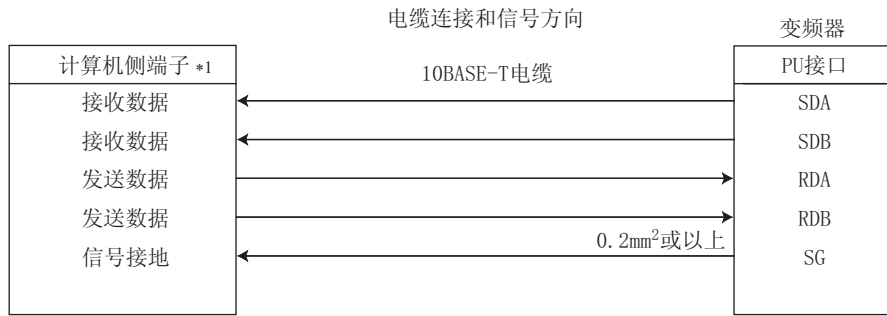 电缆连接和信号方向
变频器
计算机侧端子 *1
10BASE-T电缆
PU接口
接收数据
SDA
接收数据
SDB
发送数据
RDA
发送数据
RDB
信号接地
0.2mm²或以上
SG